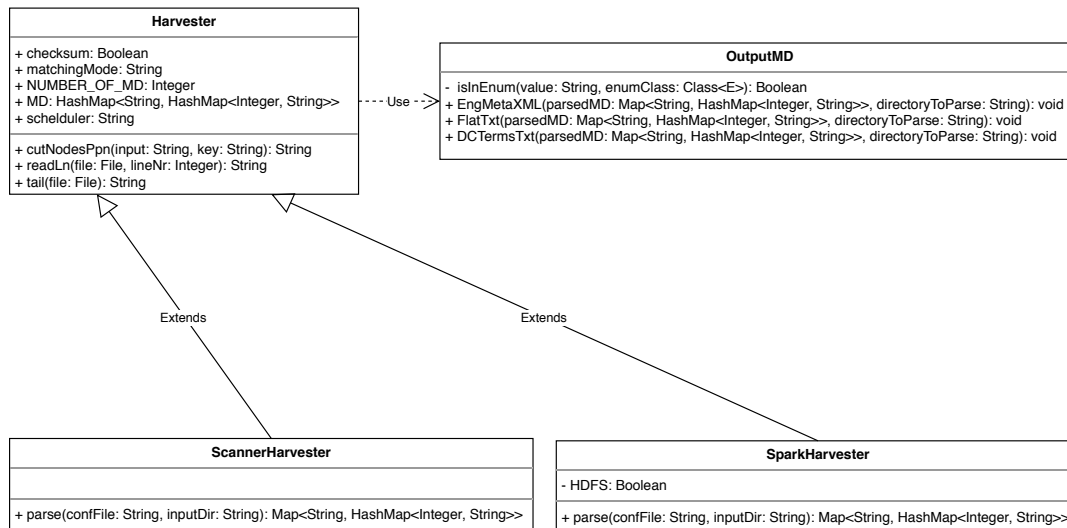 Harvester
+ checksum: Boolean
+ matchingMode: String
+ NUMBER_OF_MD: Integer
+ MD: HashMap<String, HashMap<Integer, String>>
+ schelduler: String
+ cutNodesPpn(input: String, key: String): String
+ readLn(file: File, lineNr: Integer): String
+ tail(file: File): String
Use
OutputMD
- isInEnum(value: String, enumClass: Class<E>): Boolean
+ EngMetaXML(parsedMD: Map<String, HashMap<Integer, String>>, directoryToParse: String): void
+ FlatTxt(parsedMD: Map<String, HashMap<Integer, String>>, directoryToParse: String): void
+ DCTermsTxt(parsedMD: Map<String, HashMap<Integer, String>>, directoryToParse: String): void
Extends
Extends
ScannerHarvester
+ parse(confFile: String, inputDir: String): Map<String, HashMap<Integer, String>>
SparkHarvester
- HDFS: Boolean
+ parse(confFile: String, inputDir: String): Map<String, HashMap<Integer, String>>